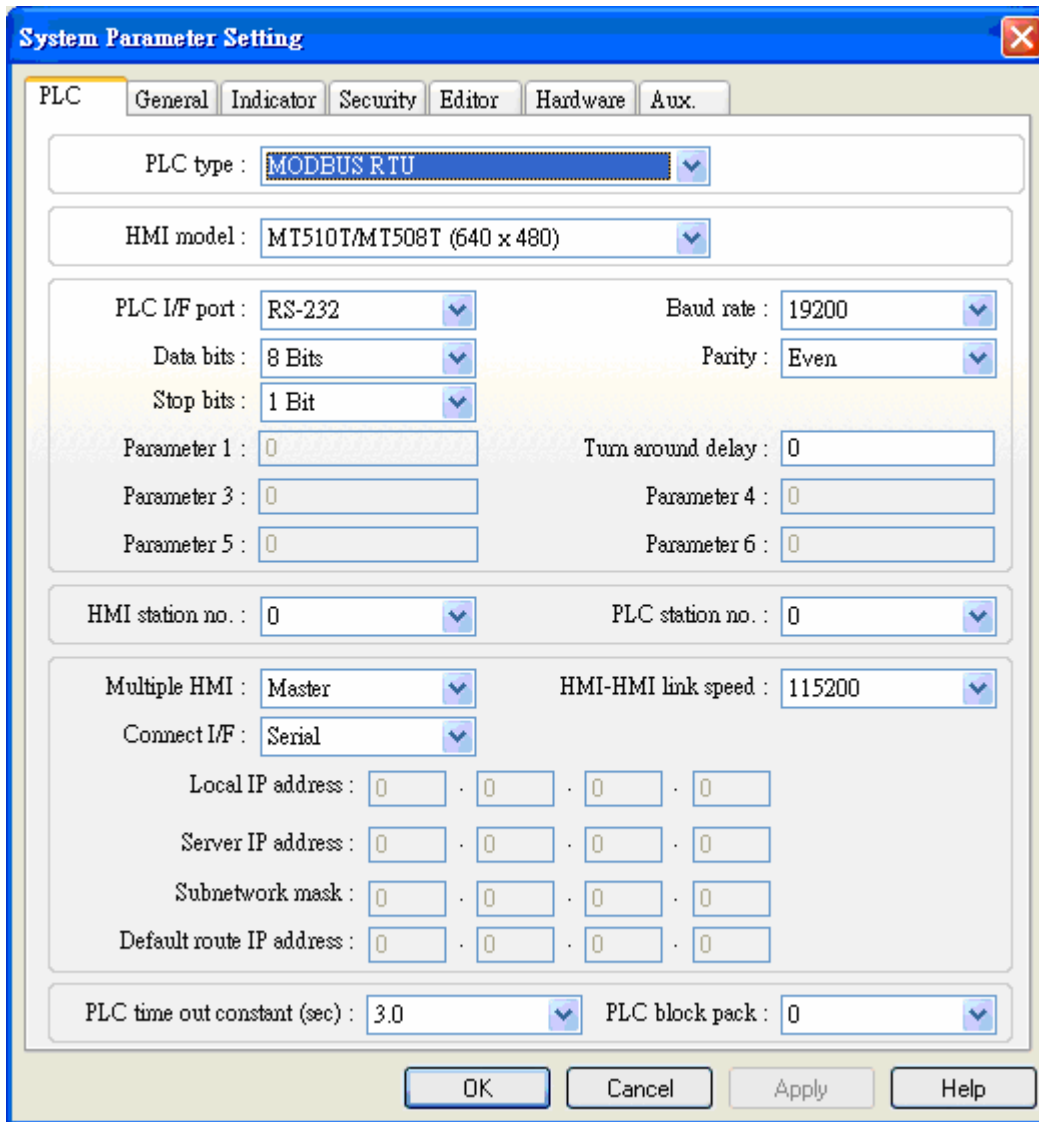 System Parameter Setting
PLC General Indicator Security Editor Hardware Aux.
PLC type : MODBUS RTU
HMI model : MT510T/MT508T (640 x 480)
PLC I/F port : RS-232 Baud rate : 19200
Data bits : 8 Bits Parity : Even
Stop bits : 1 Bit
Parameter 1 : 0 Turn around delay : 0
Parameter 3 : 0 Parameter 4 : 0
Parameter 5 : 0 Parameter 6 : 0
HMI station no. : 0 PLC station no. : 0
Multiple HMI : Master HMI-HMI link speed : 115200
Connect I/F : Serial
Local IP address : 0 . 0 . 0 . 0
Server IP address : 0 . 0 . 0 . 0
Subnetwork mask : 0 . 0 . 0 . 0
Default route IP address : 0 . 0 . 0 . 0
PLC time out constant (sec) : 3.0 PLC block pack : 0
OK Cancel Apply Help